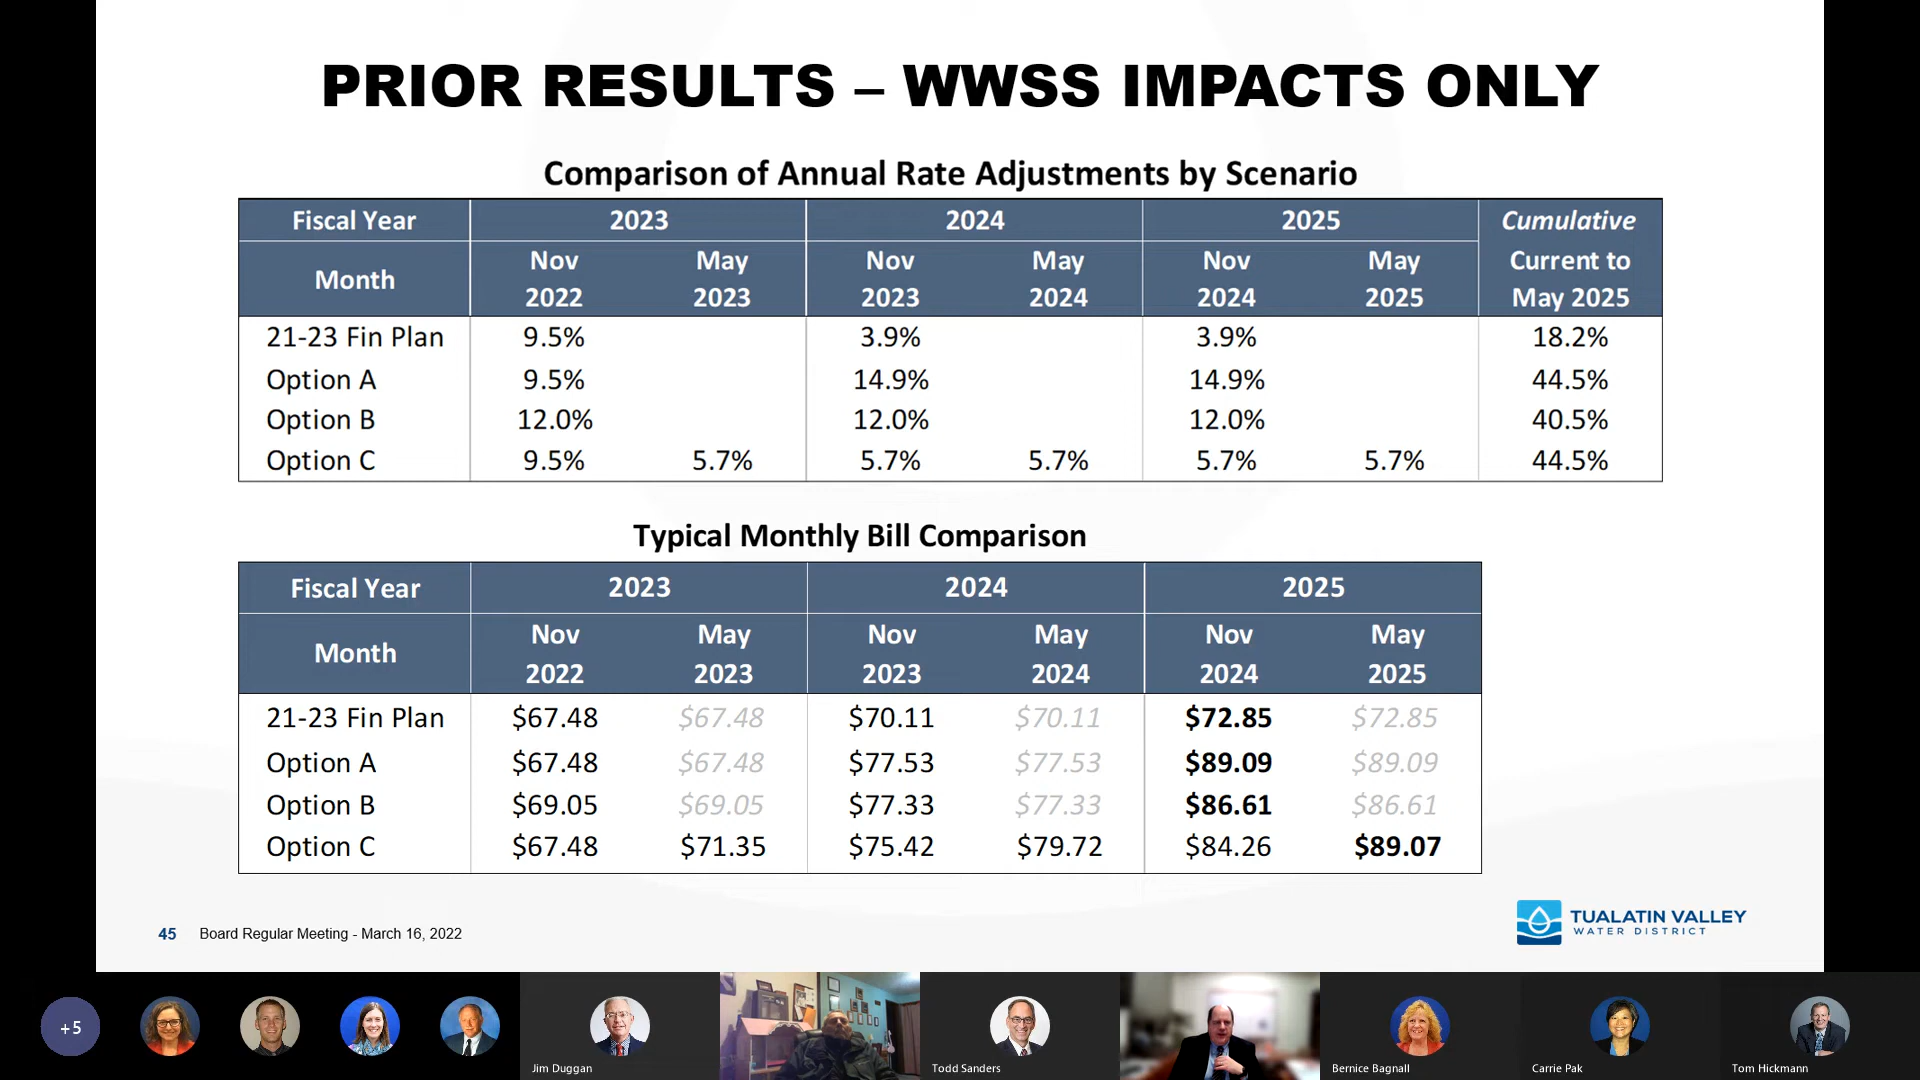 PRIOR RESULTS – WWSS IMPACTS ONLY
Comparison of Annual Rate Adjustments by Scenario
Fiscal Year 2023 2024 2025 Cumulative
Month Nov 2022 May 2023 Nov 2023 May 2024 Nov 2024 May 2025 Current to May 2025
21-23 Fin Plan 9.5% 3.9% 3.9% 18.2%
Option A 9.5% 14.9% 14.9% 44.5%
Option B 12.0% 12.0% 12.0% 40.5%
Option C 9.5% 5.7% 5.7% 5.7% 5.7% 5.7% 44.5%
Typical Monthly Bill Comparison
Fiscal Year 2023 2024 2025
Month Nov 2022 May 2023 Nov 2023 May 2024 Nov 2024 May 2025
21-23 Fin Plan $67.48 $67.48 $70.11 $70.11 $72.85 $72.85
Option A $67.48 $67.48 $77.53 $77.53 $89.09 $89.09
Option B $69.05 $69.05 $77.33 $77.33 $86.61 $86.61
Option C $67.48 $71.35 $75.42 $79.72 $84.26 $89.07
45 Board Regular Meeting - March 16, 2022
TUALATIN VALLEY
WATER DISTRICT
+5
Jim Duggan
Todd Sanders
Bernice Bagnall
Carrie Pak
Tom Hickmann